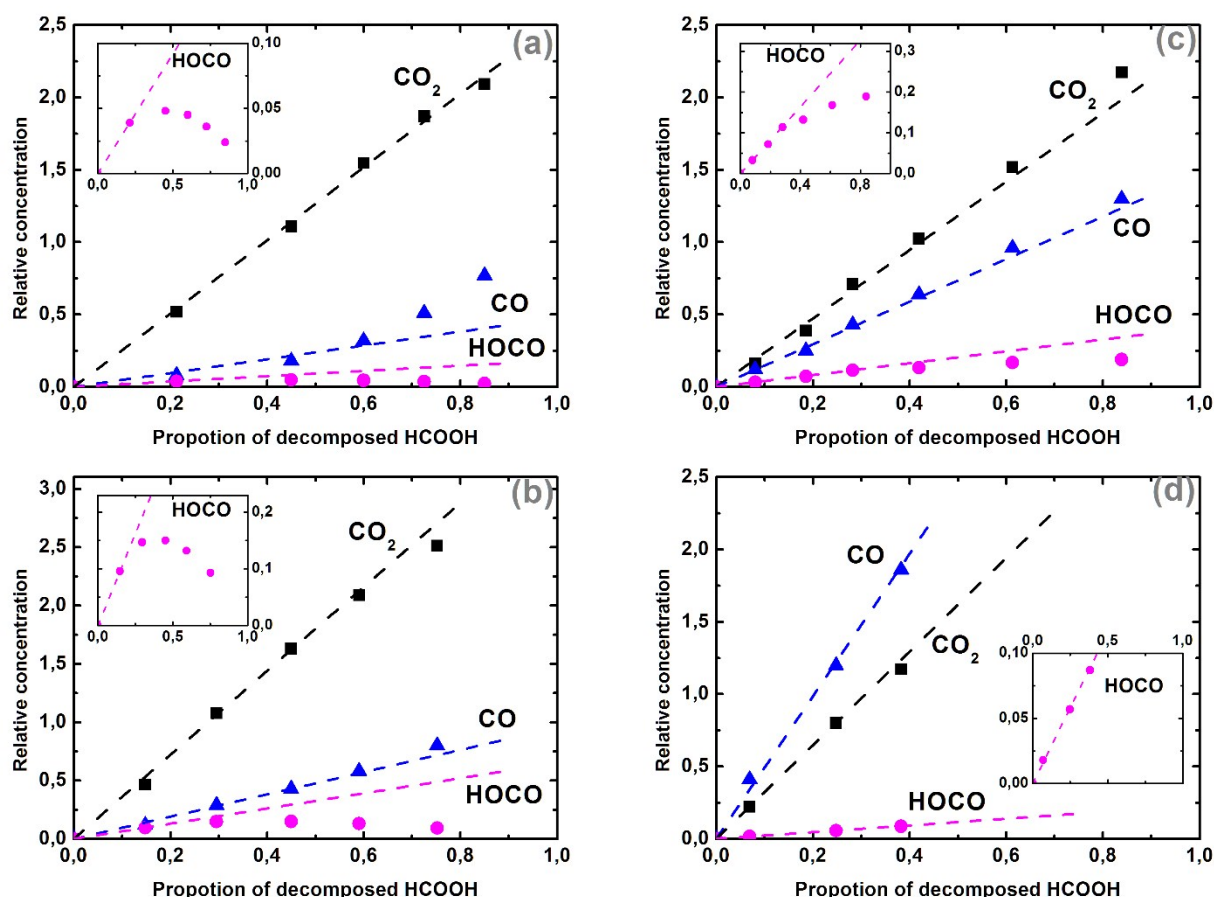 (a)
Relative concentration
2,5
2,0
1,5
1,0
0,5
0,0
0,0 0,2 0,4 0,6 0,8 1,0
Propotion of decomposed HCOOH
CO2
CO
HOCO
HOCO
0,10
0,05
0,00
0,0 0,5 1,0
(c)
Relative concentration
2,5
2,0
1,5
1,0
0,5
0,0
0,0 0,2 0,4 0,6 0,8 1,0
Propotion of decomposed HCOOH
CO2
CO
HOCO
HOCO
0,3
0,2
0,1
0,0
0,0 0,4 0,8
(b)
Relative concentration
3,0
2,5
2,0
1,5
1,0
0,5
0,0
0,0 0,2 0,4 0,6 0,8 1,0
Propotion of decomposed HCOOH
CO2
CO
HOCO
HOCO
0,2
0,1
0,0
0,0 0,5 1,0
(d)
Relative concentration
2,5
2,0
1,5
1,0
0,5
0,0
0,0 0,2 0,4 0,6 0,8 1,0
Propotion of decomposed HCOOH
CO
CO2
HOCO
0,0 0,5 1,0
0,10
0,05
0,00
HOCO